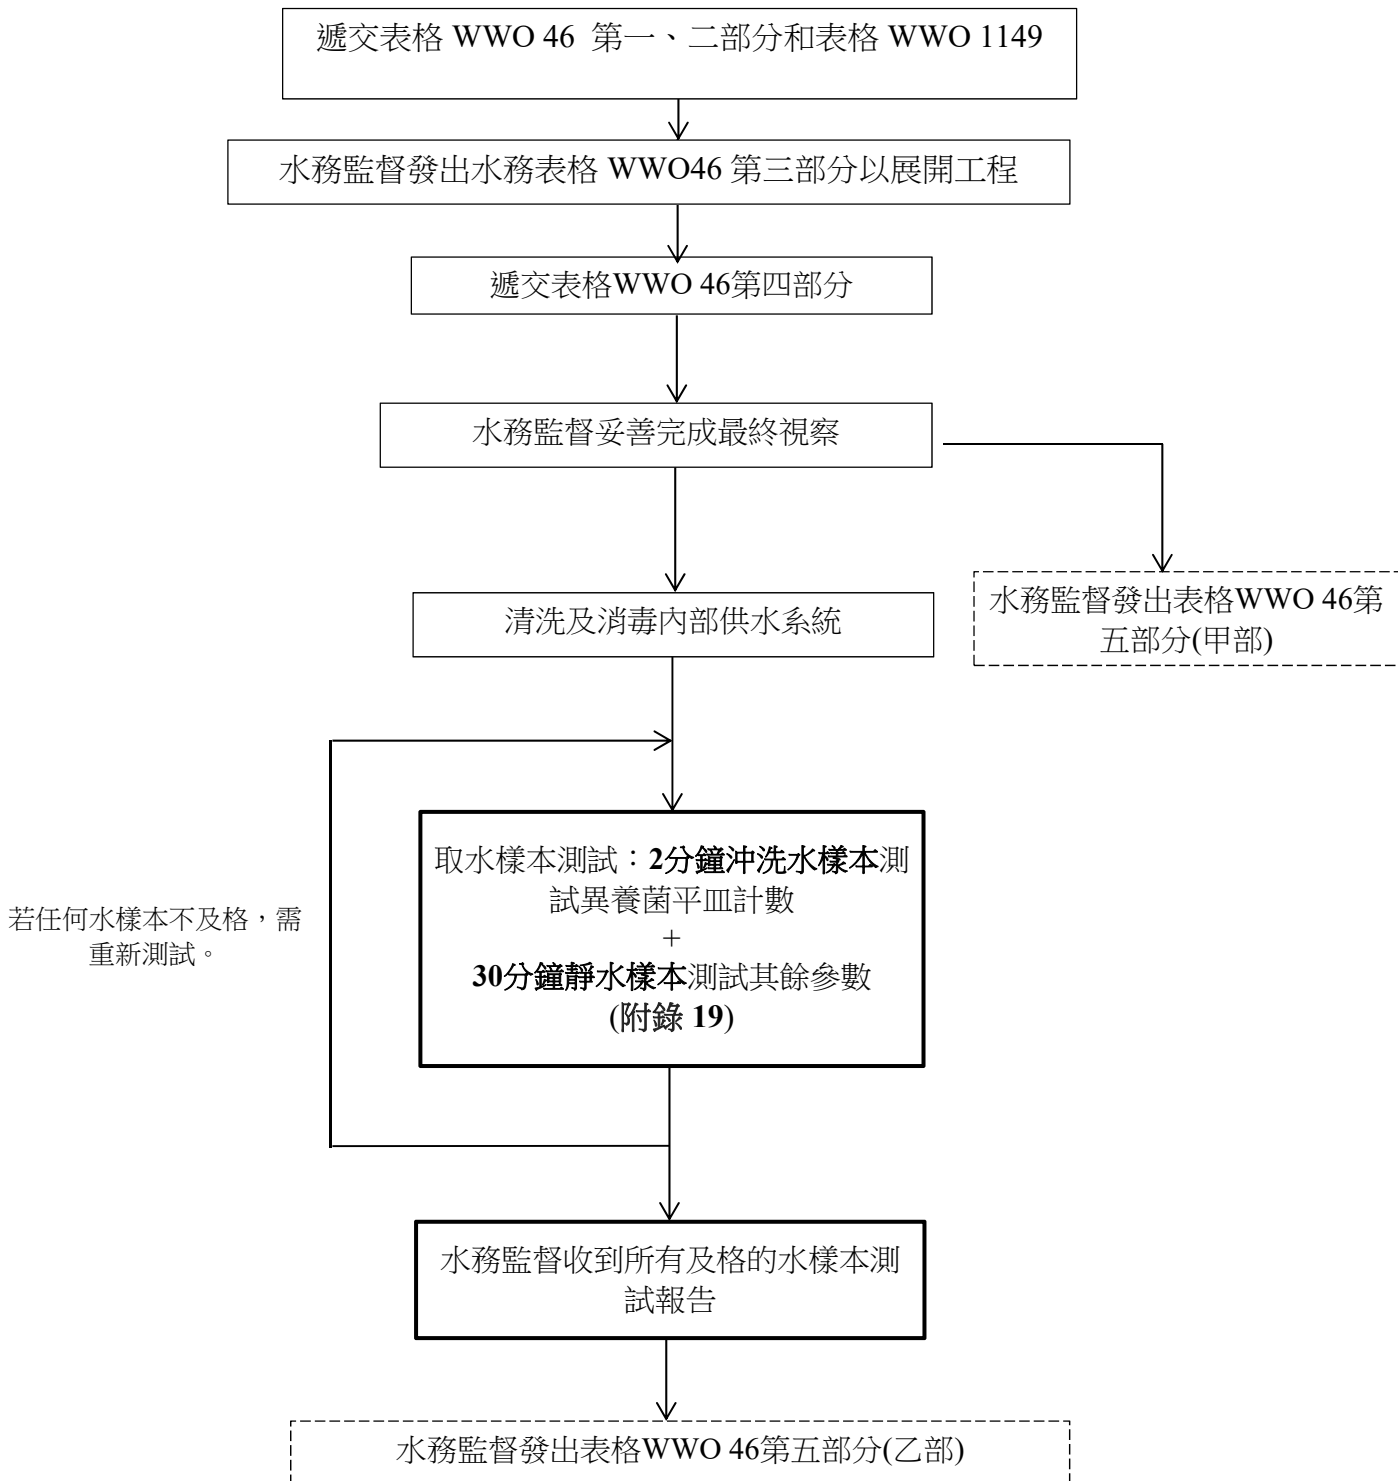 遞交表格 WWO 46 第一、二部分和表格 WWO 1149
水務監督發出水務表格 WWO46 第三部分以展開工程
遞交表格WWO 46第四部分
水務監督妥善完成最終視察
水務監督發出表格WWO 46第
五部分(甲部)
清洗及消毒內部供水系統
取水樣本測試：2分鐘沖洗水樣本測
試異養菌平皿計數
+
30分鐘靜水樣本測試其餘參數
(附錄 19)
若任何水樣本不及格，需
重新測試。
水務監督收到所有及格的水樣本測
試報告
水務監督發出表格WWO 46第五部分(乙部)